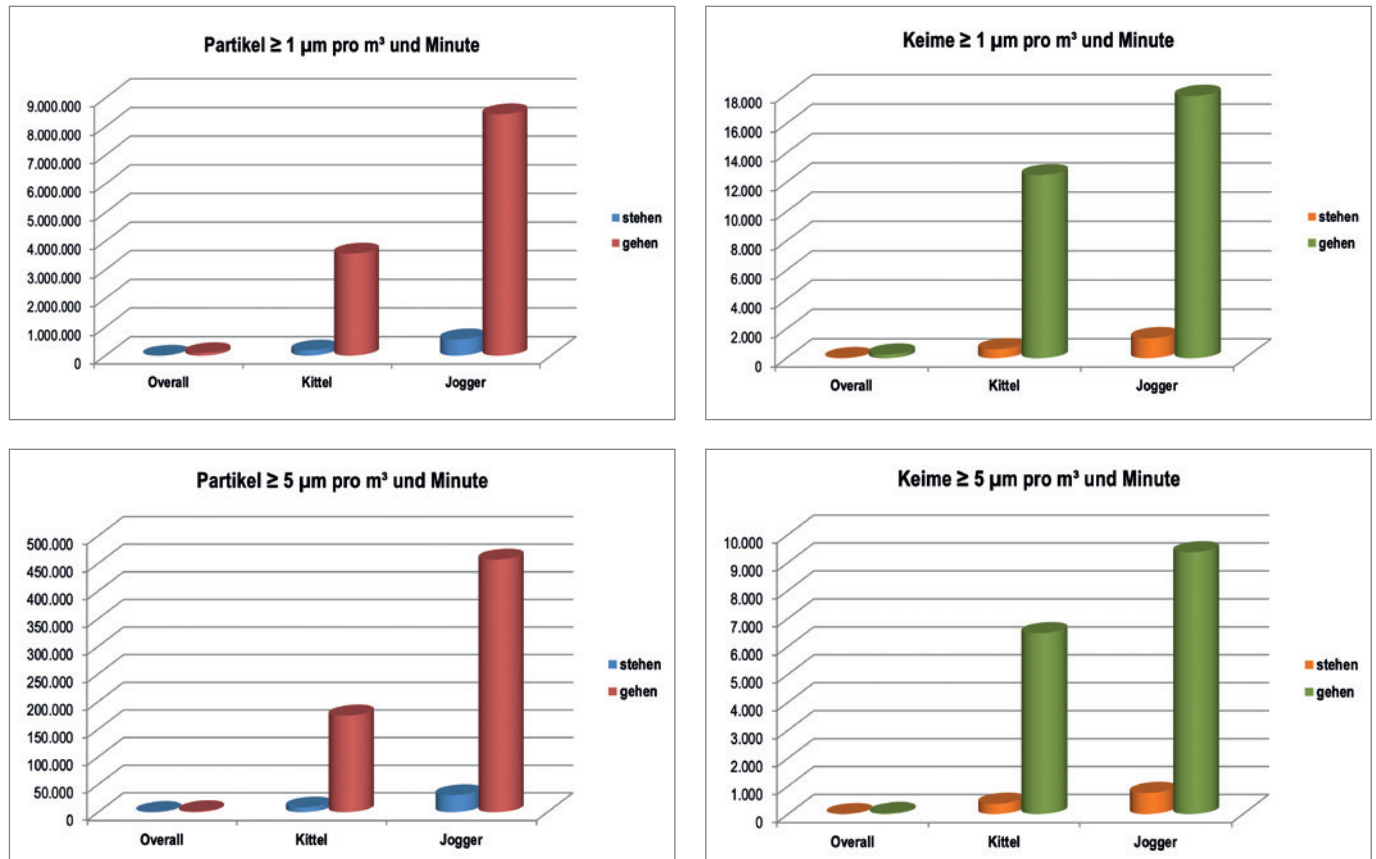 Partikel ≥ 1 µm pro m³ und Minute
9.000.000
8.000.000
7.000.000
6.000.000
5.000.000
4.000.000
3.000.000
2.000.000
1.000.000
0
Overall Kittel Jogger
stehen
gehen
Keime ≥ 1 µm pro m³ und Minute
18.000
16.000
14.000
12.000
10.000
8.000
6.000
4.000
2.000
0
Overall Kittel Jogger
stehen
gehen
Partikel ≥ 5 µm pro m³ und Minute
500.000
450.000
400.000
350.000
300.000
250.000
200.000
150.000
100.000
50.000
0
Overall Kittel Jogger
stehen
gehen
Keime ≥ 5 µm pro m³ und Minute
10.000
9.000
8.000
7.000
6.000
5.000
4.000
3.000
2.000
1.000
0
Overall Kittel Jogger
stehen
gehen